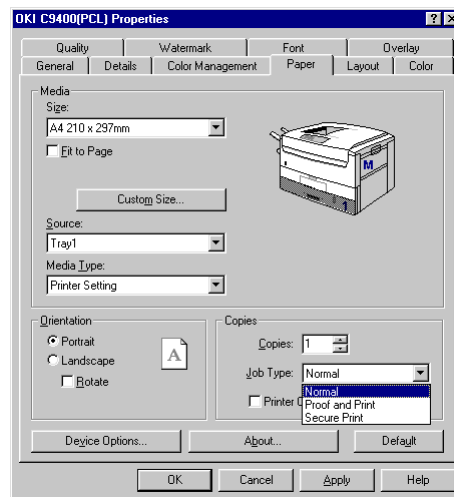 OKI C9400(PCL) Properties
Quality Watermark Font Overlay
General Details Color Management Paper Layout Color
Media
Size:
A4 210 x 297mm
Fit to Page
Custom Size...
Source:
Tray1
Media Type:
Printer Setting
M
1
Orientation
Portrait
Landscape
Rotate
A
Copies
Copies: 1
Job Type: Normal
Normal
Proof and Print
Secure Print
Printer
Device Options... About... Default
OK Cancel Apply Help